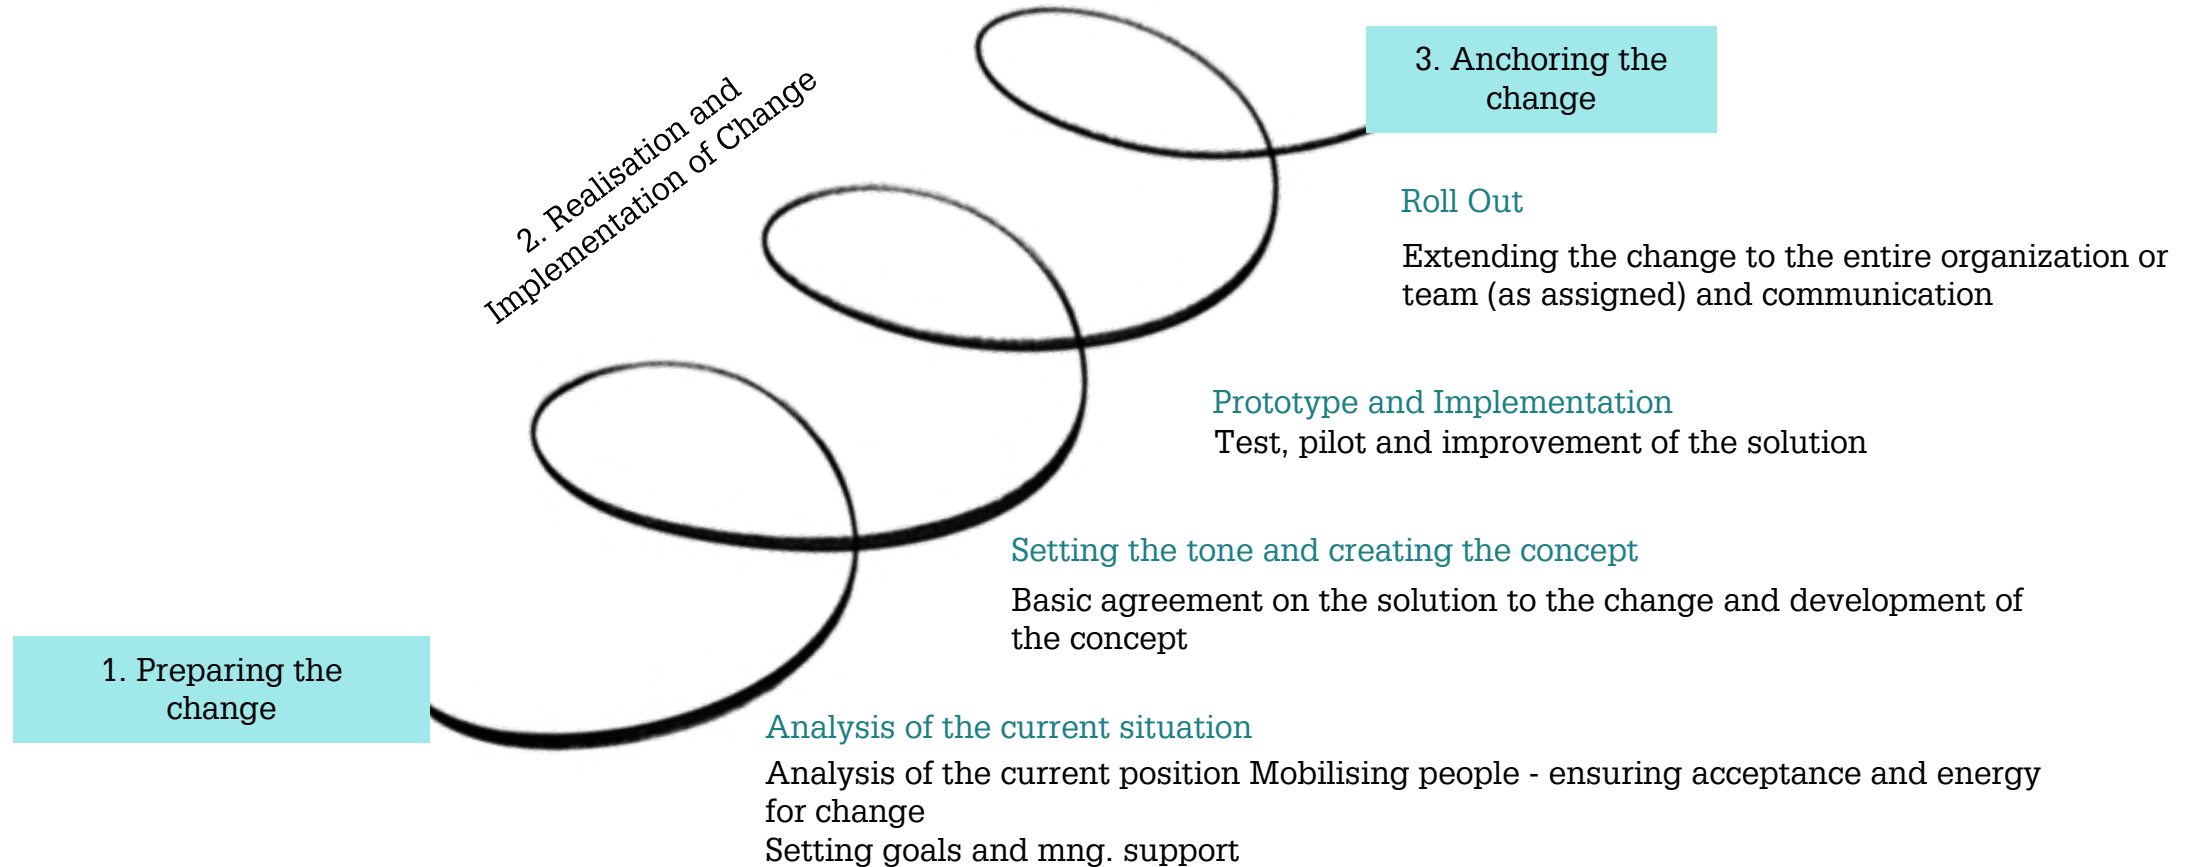 3. Anchoring the
change
2. Realisation and
Implementation of Change
Roll Out
Extending the change to the entire organization or
team (as assigned) and communication
Prototype and Implementation
Test, pilot and improvement of the solution
Setting the tone and creating the concept
Basic agreement on the solution to the change and development of
the concept
1. Preparing the
change
Analysis of the current situation
Analysis of the current position Mobilising people - ensuring acceptance and energy
for change
Setting goals and mng. support